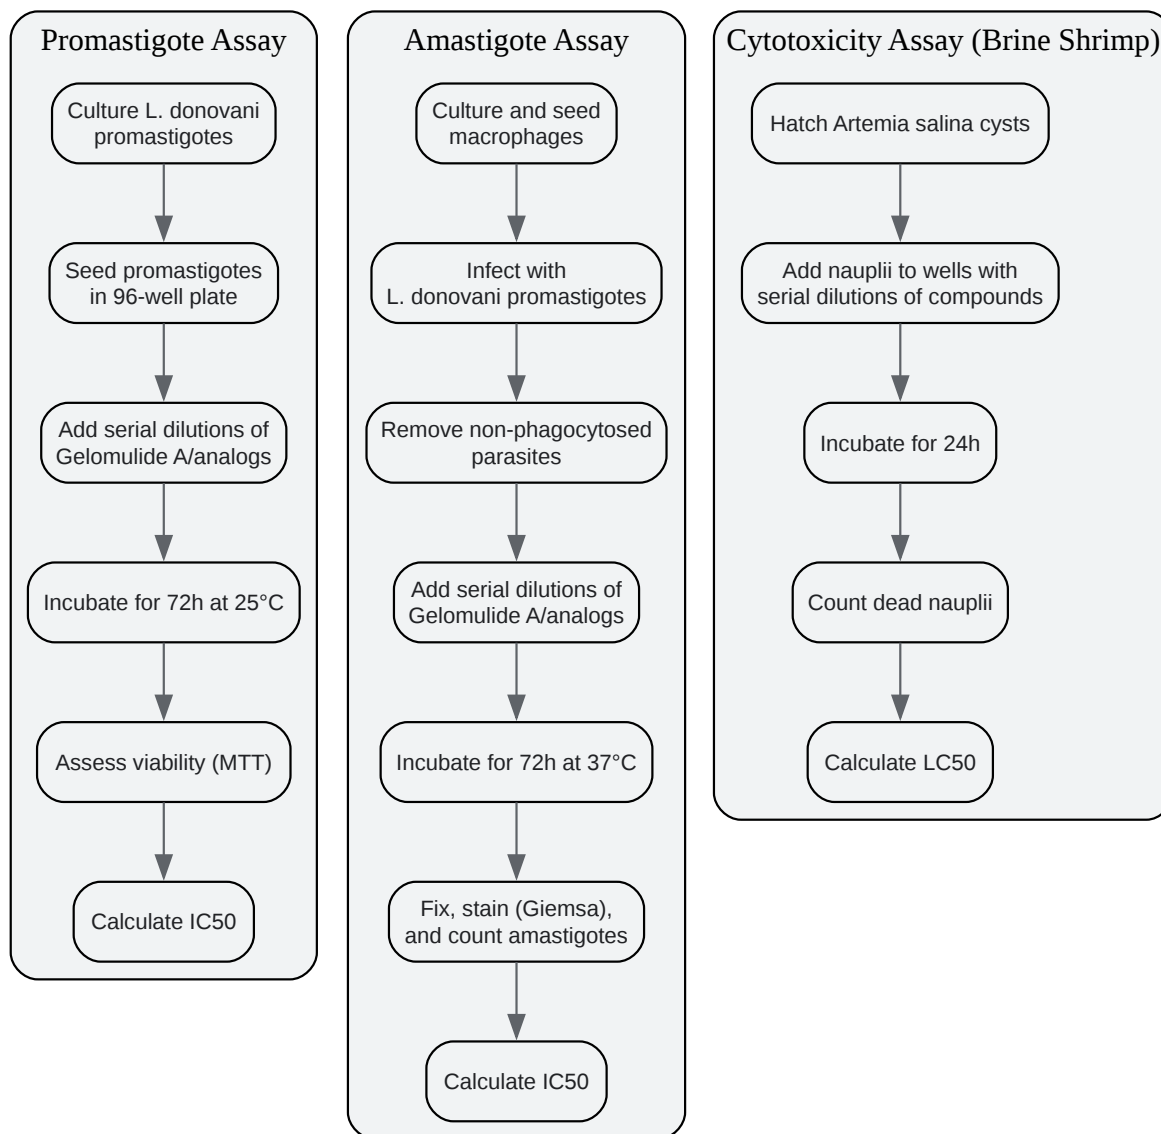 Promastigote Assay
Culture L. donovani
promastigotes
Seed promastigotes
in 96-well plate
Add serial dilutions of
Gelomulide A/analogs
Incubate for 72h at 25°C
Assess viability (MTT)
Calculate IC50
Amastigote Assay
Culture and seed
macrophages
Infect with
L. donovani promastigotes
Remove non-phagocytosed
parasites
Add serial dilutions of
Gelomulide A/analogs
Incubate for 72h at 37°C
Fix, stain (Giemsa),
and count amastigotes
Calculate IC50
Cytotoxicity Assay (Brine Shrimp)
Hatch Artemia salina cysts
Add nauplii to wells with
serial dilutions of compounds
Incubate for 24h
Count dead nauplii
Calculate LC50